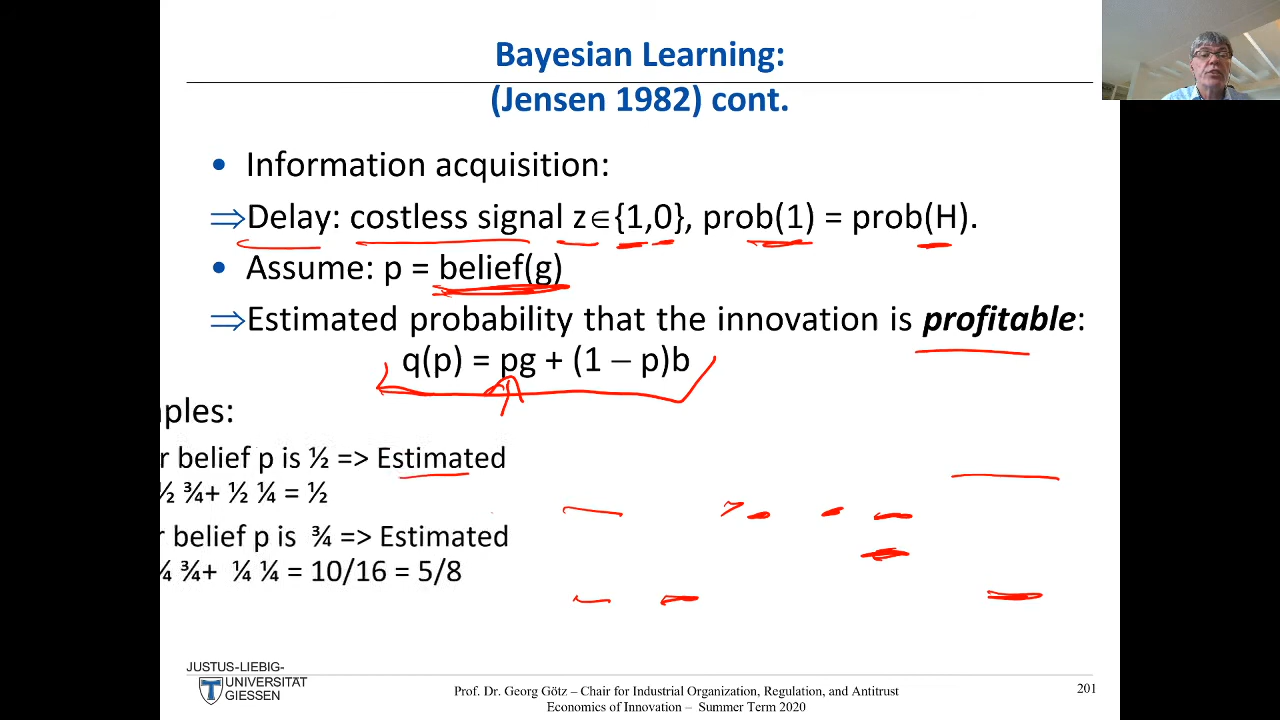 Bayesian Learning:
(Jensen 1982) cont.
• Information acquisition:
⇒Delay: costless signal z∈{1,0}, prob(1) = prob(H).
• Assume: p = belief(g)
⇒Estimated probability that the innovation is profitable:
q(p) = pg + (1 − p)b
ples:
r belief p is ½ => Estimated
½ ¾+ ½ ¼ = ½
r belief p is ¾ => Estimated
¾+ ¼ ¼ = 10/16 = 5/8
JUSTUS-LIEBIG-
UNIVERSITÄT
GIESSEN
Prof. Dr. Georg Götz – Chair for Industrial Organization, Regulation, and Antitrust
Economics of Innovation – Summer Term 2020
201